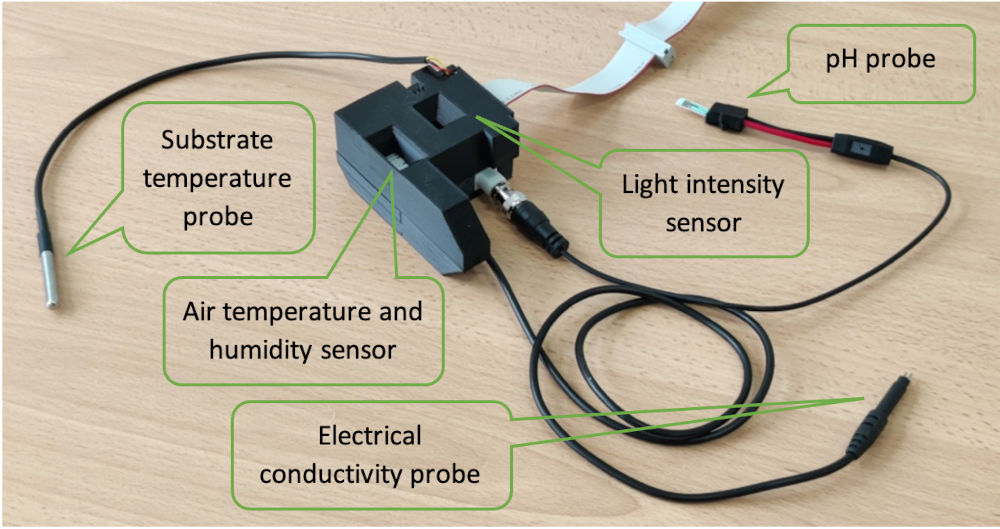 pH probe
Substrate
temperature
probe
Light intensity
sensor
Air temperature and
humidity sensor
Electrical
conductivity probe